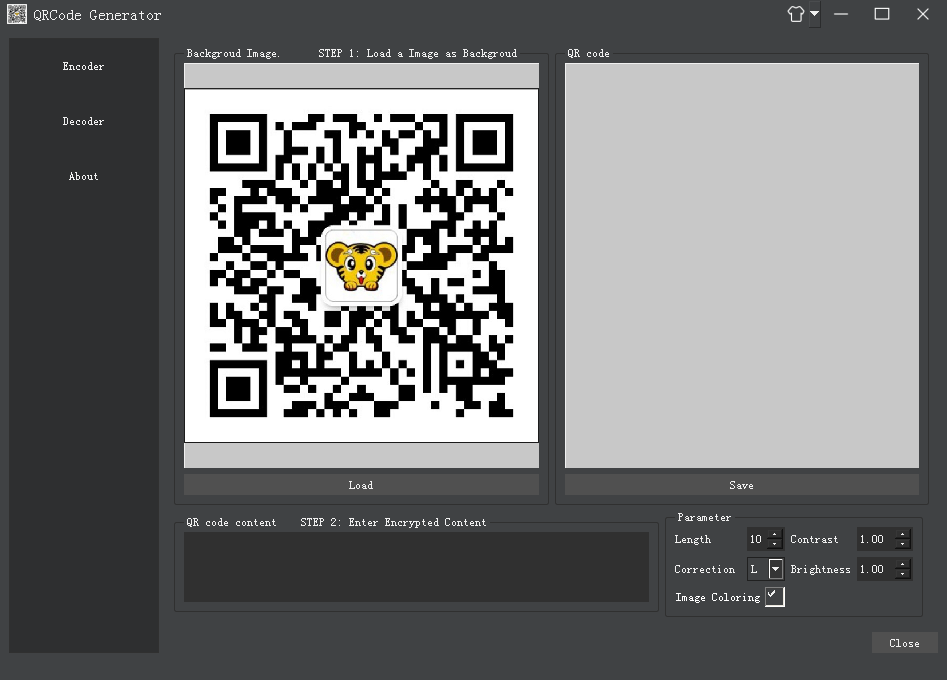 QRCode Generator
Encoder
Decoder
About
Backgroud Image. STEP 1: Load a Image as Backgroud
QR code
Load
Save
QR code content STEP 2: Enter Encrypted Content
Parameter
Length 10 Contrast 1.00
Correction L Brightness 1.00
Image Coloring
Close